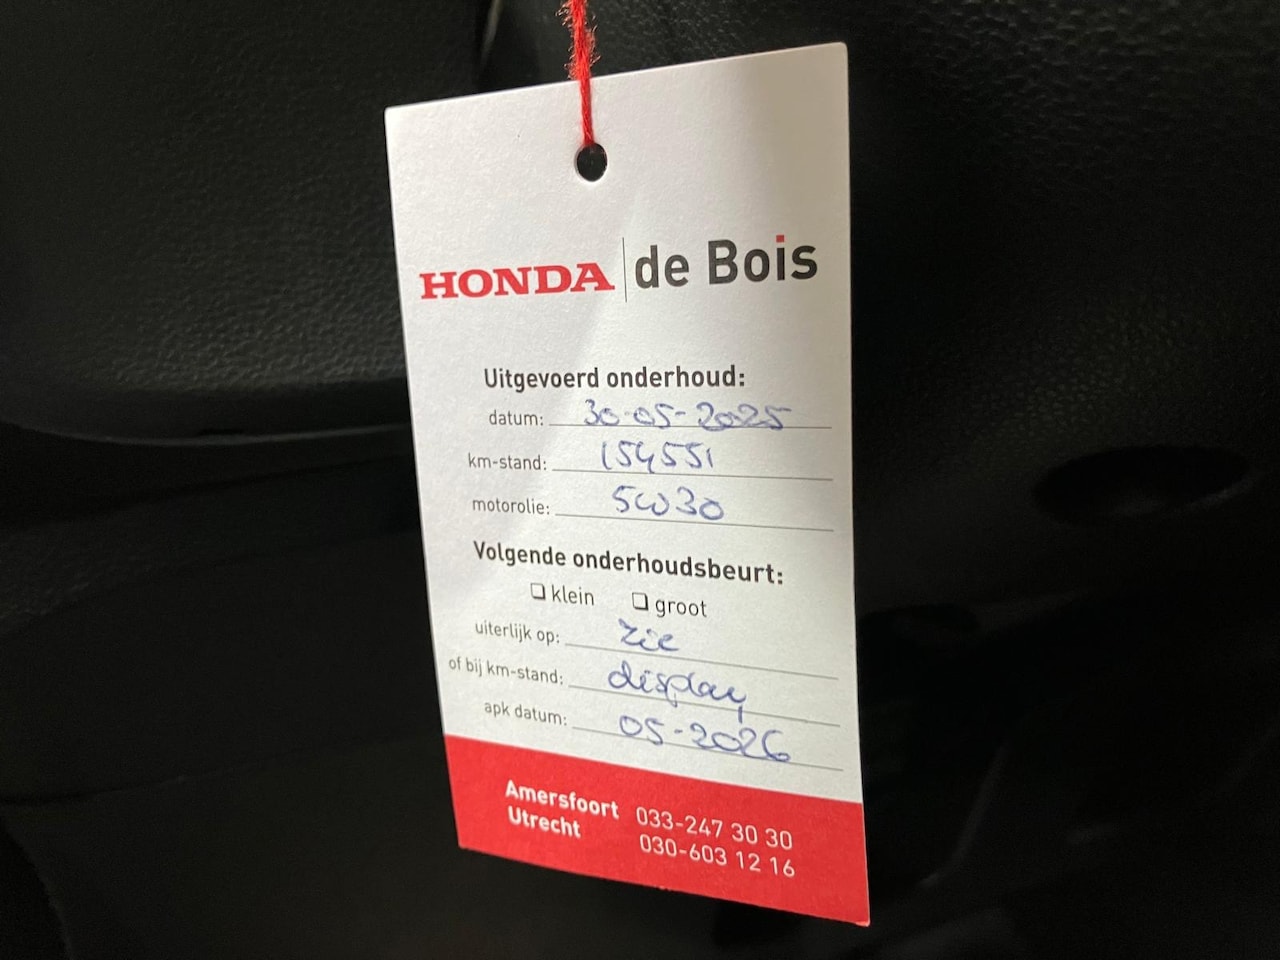 HONDA de Bois
Uitgevoerd onderhoud:
datum: 30-05-2025
km-stand: 154551
motorolie: 5W30
Volgende onderhoudsbeurt:
❑ klein ❑ groot
uiterlijk op: zie
of bij km-stand: display
apk datum: 05-2026
Amersfoort 033-247 30 30
Utrecht 030-603 12 16